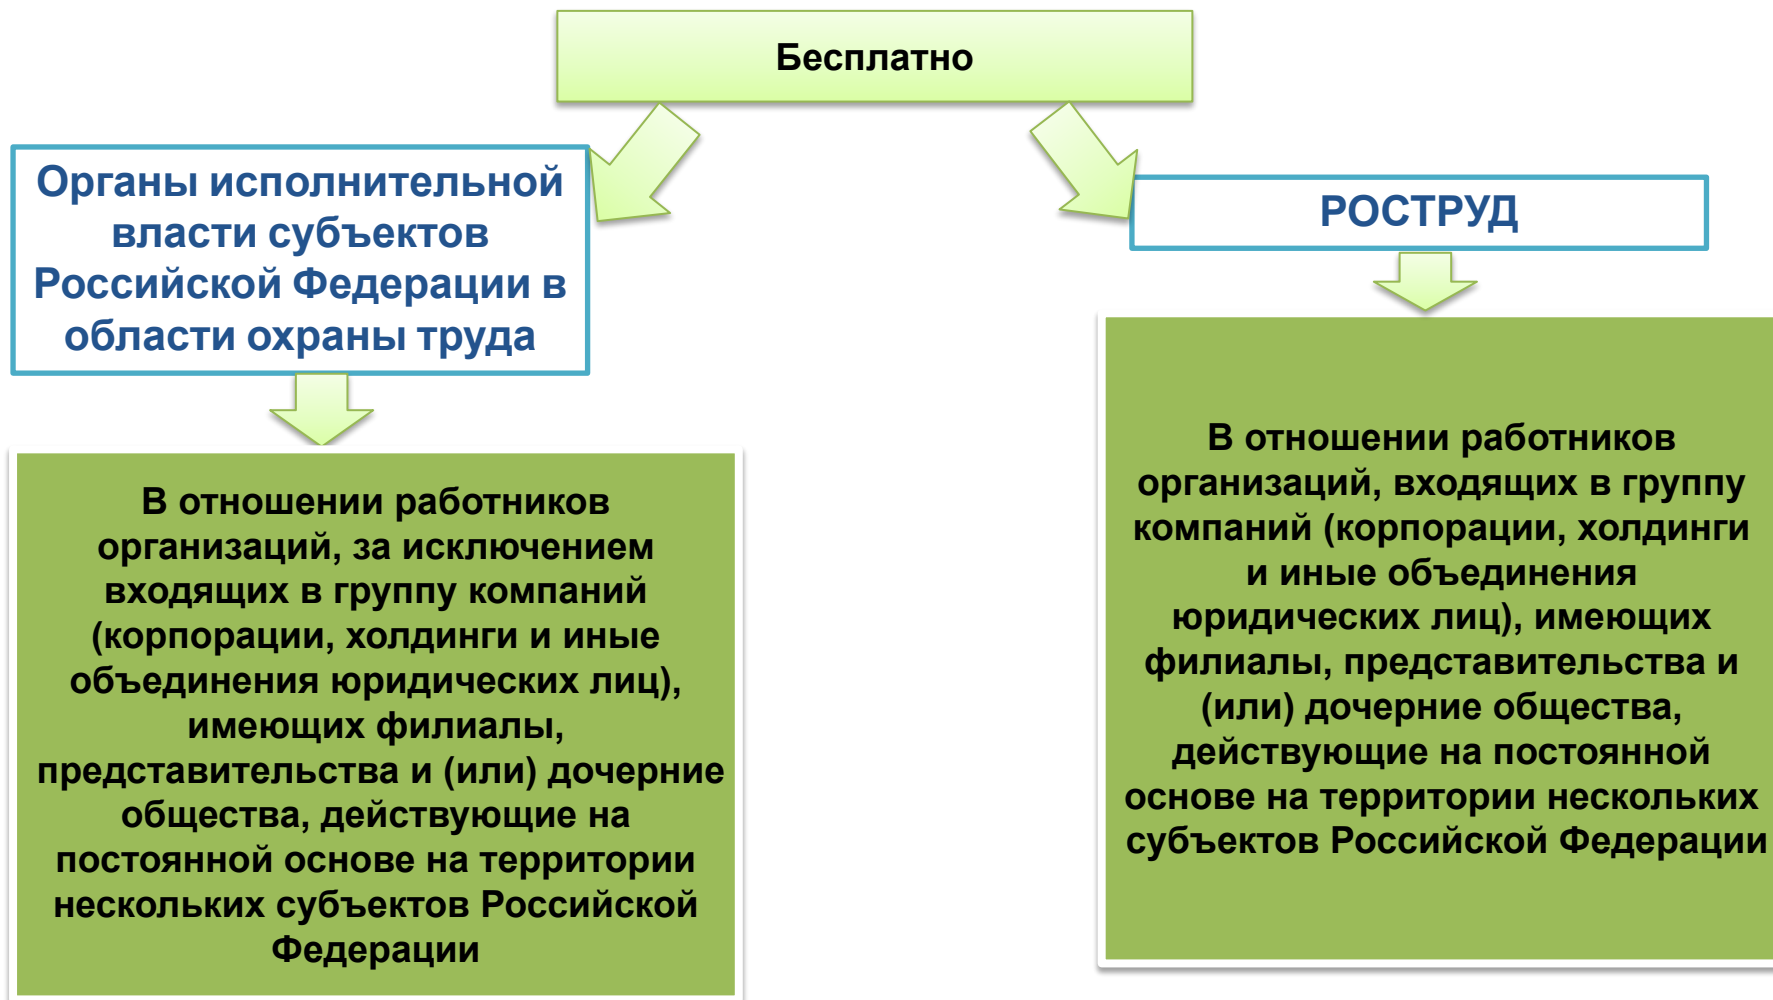 Бесплатно
Органы исполнительной
власти субъектов
Российской Федерации в
области охраны труда
РОСТРУД
В отношении работников
организаций, за исключением
входящих в группу компаний
(корпорации, холдинги и иные
объединения юридических лиц),
имеющих филиалы,
представительства и (или) дочерние
общества, действующие на
постоянной основе на территории
нескольких субъектов Российской
Федерации
В отношении работников
организаций, входящих в группу
компаний (корпорации, холдинги
и иные объединения
юридических лиц), имеющих
филиалы, представительства и
(или) дочерние общества,
действующие на постоянной
основе на территории нескольких
субъектов Российской Федерации